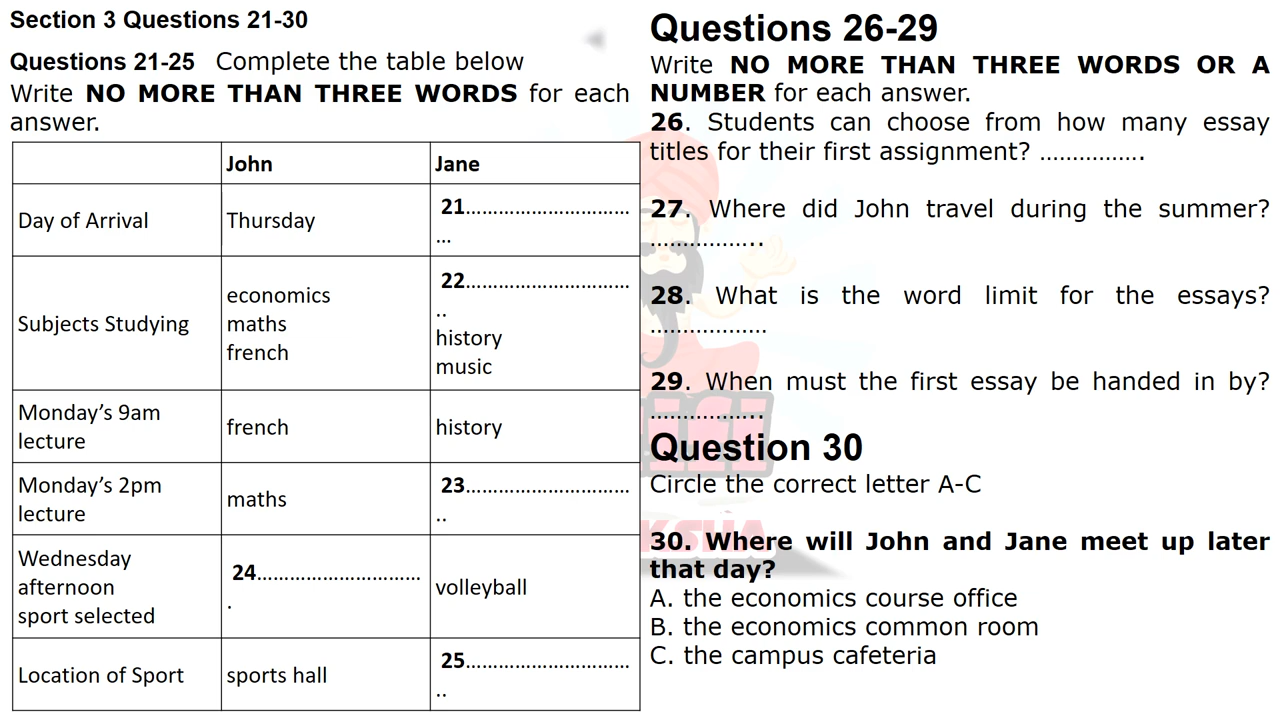 Section 3 Questions 21-30
Questions 21-25 Complete the table below
Write NO MORE THAN THREE WORDS for each
answer.
John Jane
Day of Arrival Thursday 21..............................
...
Subjects Studying economics maths french 22..............................
..
history
music
Monday’s 9am
lecture french history
Monday’s 2pm
lecture maths 23..............................
..
Wednesday
afternoon
sport selected 24..............................
. volleyball
Location of Sport sports hall 25..............................
..
Questions 26-29
Write NO MORE THAN THREE WORDS OR A
NUMBER for each answer.
26. Students can choose from how many essay
titles for their first assignment? …………….
27. Where did John travel during the summer?
……………..
28. What is the word limit for the essays?
………………
29. When must the first essay be handed in by?
……………..
Question 30
Circle the correct letter A-C
30. Where will John and Jane meet up later
that day?
A. the economics course office
B. the economics common room
C. the campus cafeteria